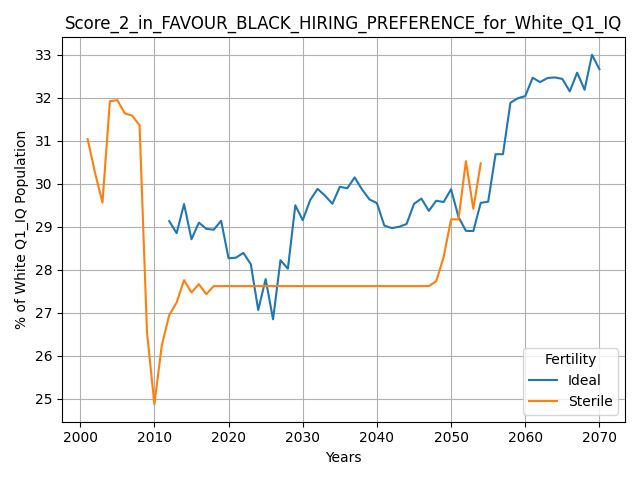 Score_2_in_FAVOUR_BLACK_HIRING_PREFERENCE_for_White_Q1_IQ
33
32
31
30
29
28
27
26
25
% of White Q1_IQ Population
2000 2010 2020 2030 2040 2050 2060 2070
Years
Fertility
Ideal
Sterile